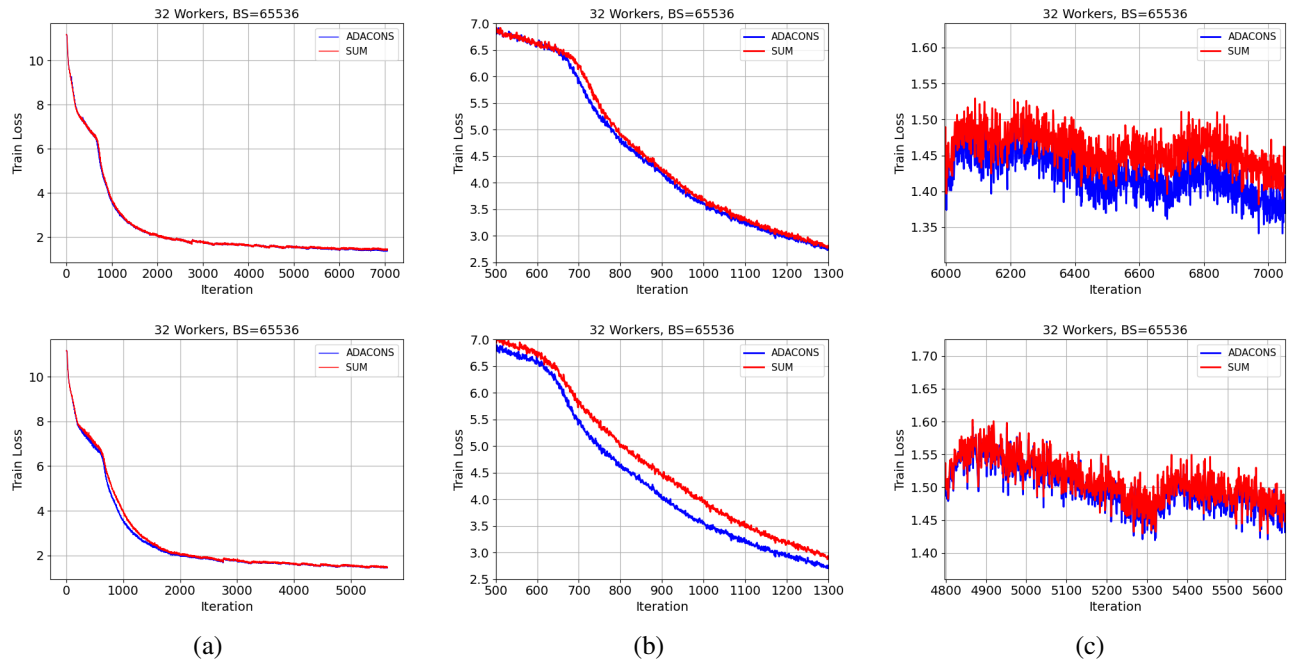 32 Workers, BS=65536
ADACONS
SUM
Train Loss
10
8
6
4
2
0 1000 2000 3000 4000 5000 6000 7000
Iteration
32 Workers, BS=65536
ADACONS
SUM
Train Loss
7.0
6.5
6.0
5.5
5.0
4.5
4.0
3.5
3.0
2.5
500 600 700 800 900 1000 1100 1200 1300
Iteration
32 Workers, BS=65536
ADACONS
SUM
Train Loss
1.60
1.55
1.50
1.45
1.40
1.35
6000 6200 6400 6600 6800 7000
Iteration
32 Workers, BS=65536
ADACONS
SUM
Train Loss
10
8
6
4
2
0 1000 2000 3000 4000 5000
Iteration
32 Workers, BS=65536
ADACONS
SUM
Train Loss
7.0
6.5
6.0
5.5
5.0
4.5
4.0
3.5
3.0
2.5
500 600 700 800 900 1000 1100 1200 1300
Iteration
32 Workers, BS=65536
ADACONS
SUM
Train Loss
1.70
1.65
1.60
1.55
1.50
1.45
1.40
4800 4900 5000 5100 5200 5300 5400 5500 5600
Iteration
(a)
(b)
(c)